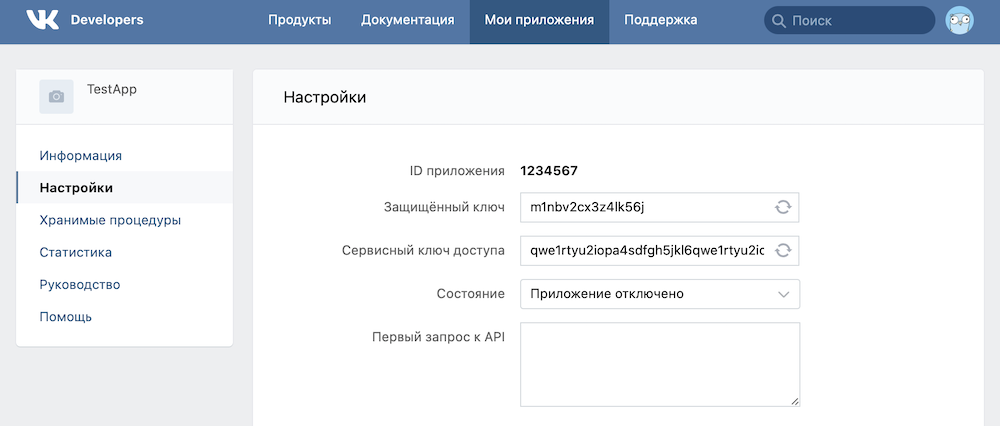 VK Developers Продукты Документация Мои приложения Поддержка Поиск
TestApp
Настройки
Информация
Настройки
Хранимые процедуры
Статистика
Руководство
Помощь
ID приложения 1234567
Защищённый ключ m1nbv2cx3z4lk56j
Сервисный ключ доступа qwe1rtyu2iopa4sdfgh5jkl6qwe1rtyu2ic
Состояние Приложение отключено
Первый запрос к API